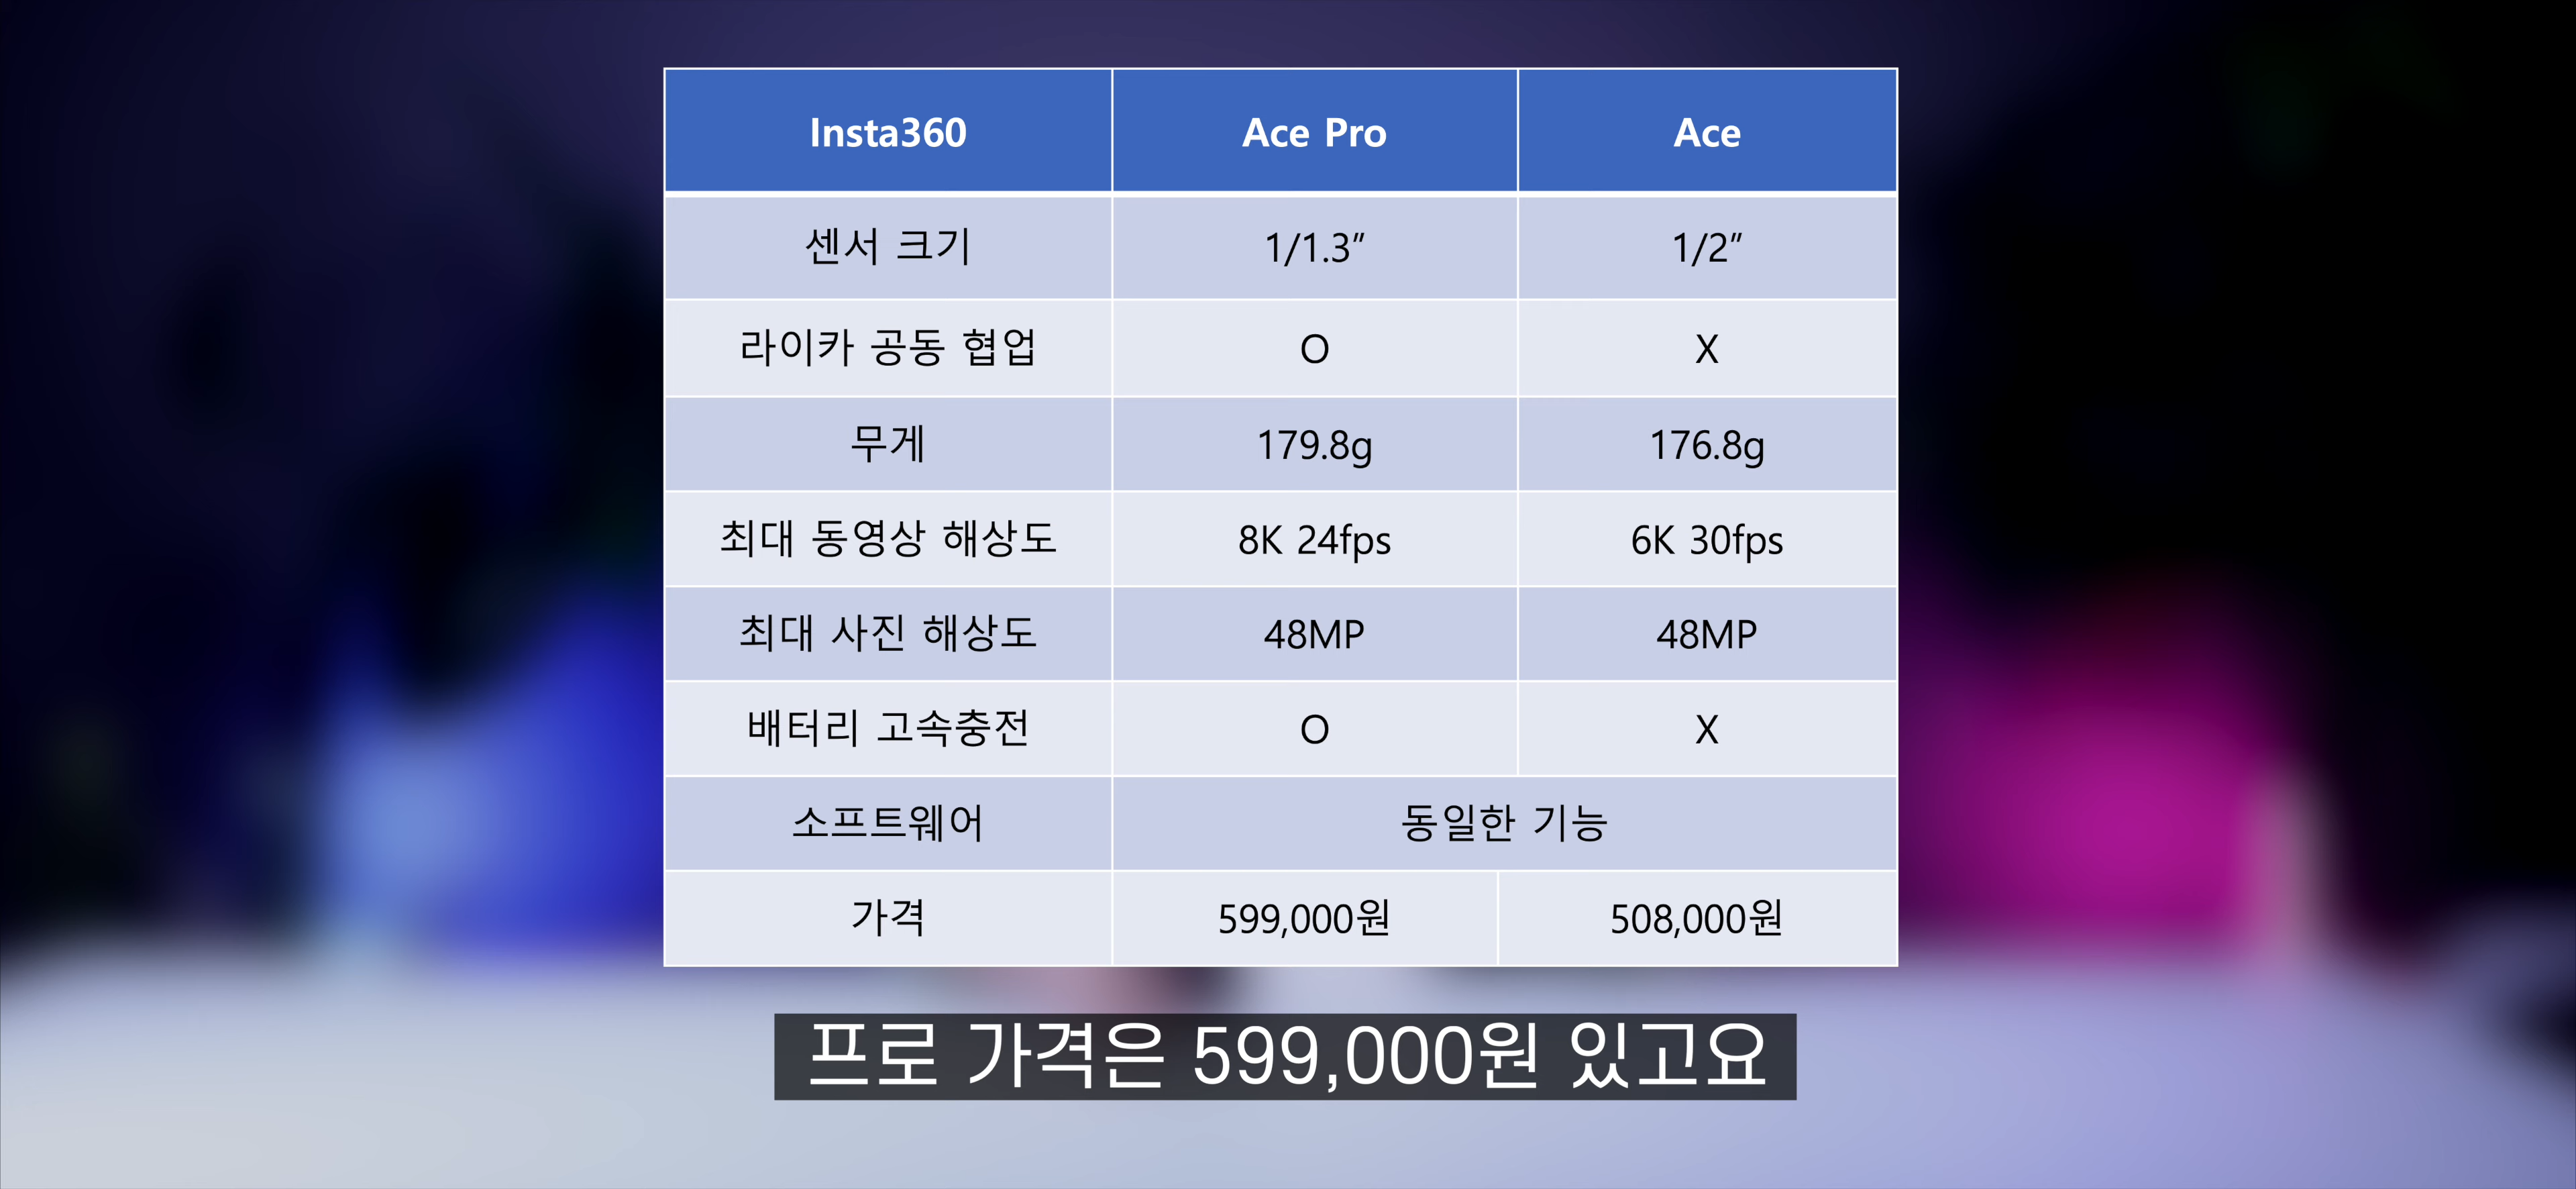 Insta360 Ace Pro Ace
센서 크기 1/1.3” 1/2”
라이카 공동 협업 O X
무게 179.8g 176.8g
최대 동영상 해상도 8K 24fps 6K 30fps
최대 사진 해상도 48MP 48MP
배터리 고속충전 O X
소프트웨어 동일한 기능
가격 599,000원 508,000원
프로 가격은 599,000원 있고요